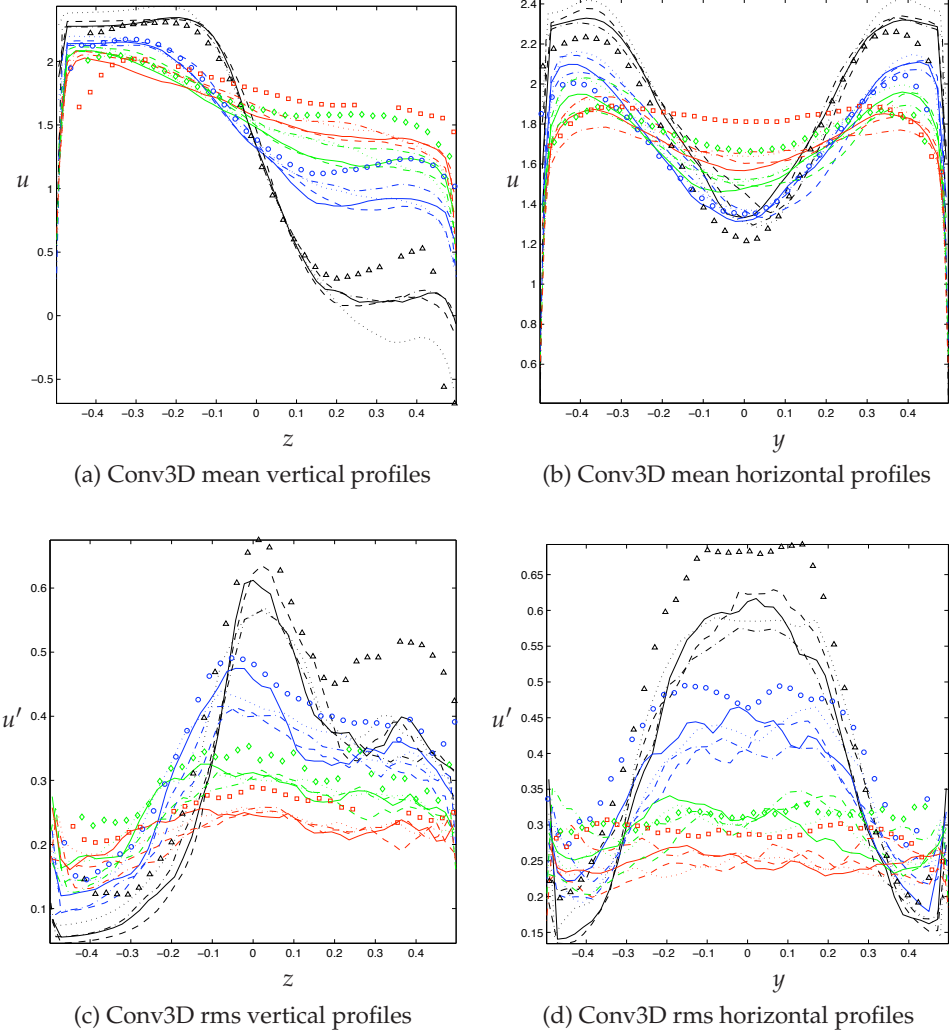 2
1.5
1
0.5
0
−0.5
u
−0.4 −0.3 −0.2 −0.1 0 0.1 0.2 0.3 0.4
z
(a) Conv3D mean vertical profiles
2.4
2.2
2
1.8
1.6
1.4
1.2
1
0.8
0.6
u
−0.4 −0.3 −0.2 −0.1 0 0.1 0.2 0.3 0.4
y
(b) Conv3D mean horizontal profiles
0.6
0.5
0.4
0.3
0.2
0.1
u′
−0.4 −0.3 −0.2 −0.1 0 0.1 0.2 0.3 0.4
z
(c) Conv3D rms vertical profiles
0.65
0.6
0.55
0.5
0.45
0.4
0.35
0.3
0.25
0.2
0.15
u′
−0.4 −0.3 −0.2 −0.1 0 0.1 0.2 0.3 0.4
y
(d) Conv3D rms horizontal profiles